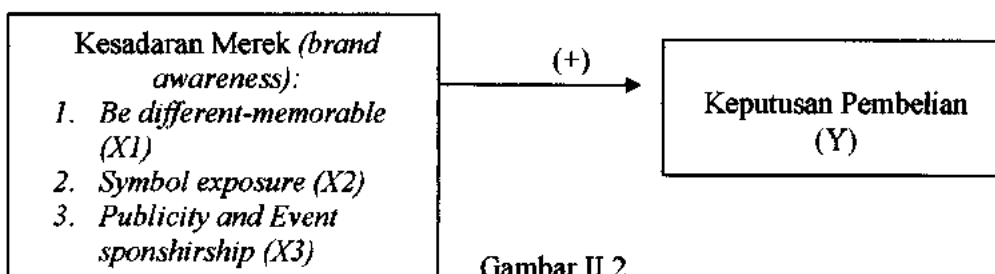 Kesadaran Merek (brand
awareness):
1. Be different-memorable
(X1)
2. Symbol exposure (X2)
3. Publicity and Event
sponshirship (X3)
(+)
Keputusan Pembelian
(Y)
Gambar II.2